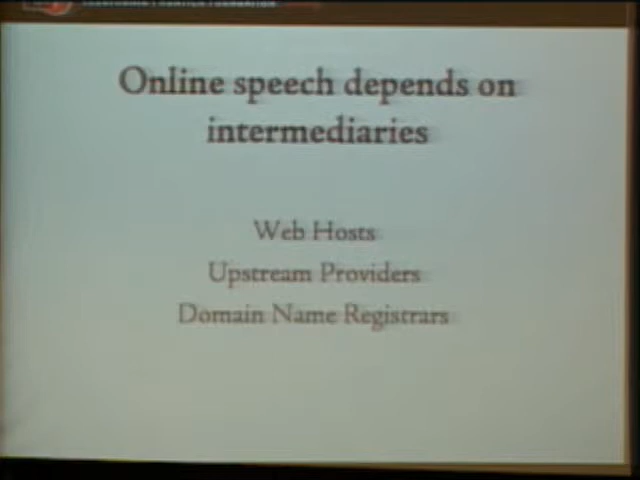 Online speech depends on
intermediaries
Web Hosts
Upstream Providers
Domain Name Registrars